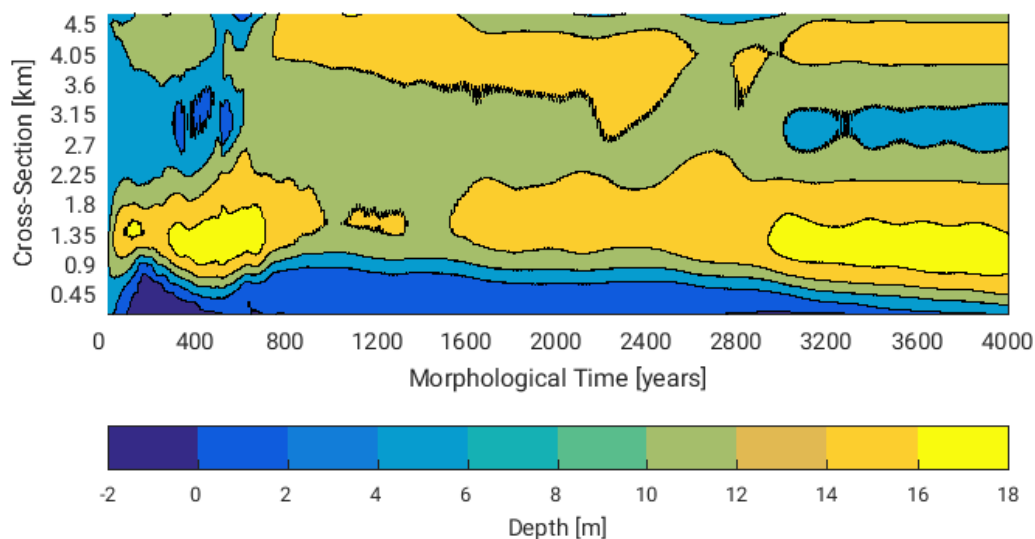 4.5
4.05
3.6
3.15
2.7
2.25
1.8
1.35
0.9
0.45
Cross-Section [km]
0 400 800 1200 1600 2000 2400 2800 3200 3600 4000
Morphological Time [years]
-2 0 2 4 6 8 10 12 14 16 18
Depth [m]